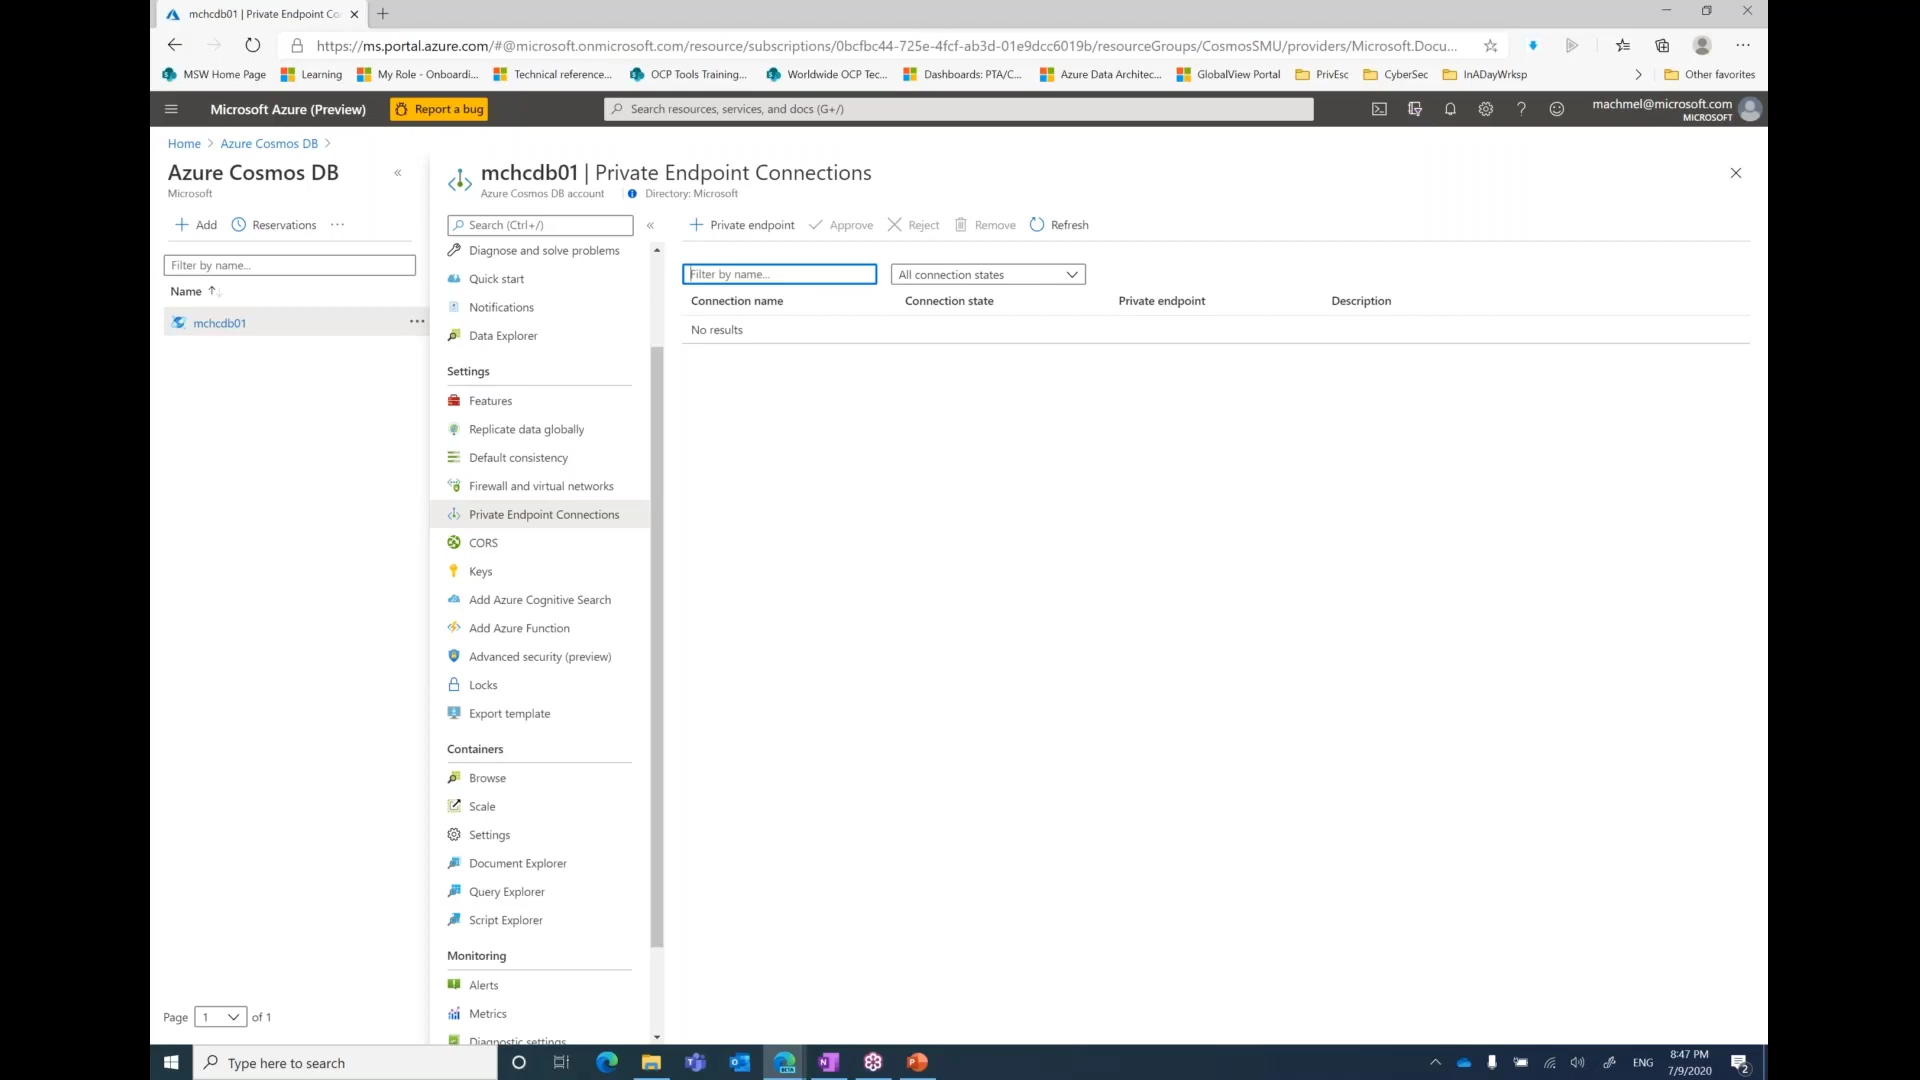 mchcdb01 | Private Endpoint Co
https://ms.portal.azure.com/#@microsoft.onmicrosoft.com/resource/subscriptions/0bcfbc44-725e-4fcf-ab3d-01e9dcc6019b/resourceGroups/CosmosSMU/providers/Microsoft.Docu...
MSW Home Page Learning My Role - Onboardi... Technical reference... OCP Tools Training... Worldwide OCP Tec... Dashboards: PTA/C... Azure Data Architec... GlobalView Portal PrivEsc CyberSec InADayWrksp Other favorites
Microsoft Azure (Preview) Report a bug Search resources, services, and docs (G+/) machmel@microsoft.com
MICROSOFT
Home > Azure Cosmos DB >
Azure Cosmos DB
Microsoft
Add Reservations ...
Filter by name...
Name
mchcdb01 ...
Page 1 of 1
mchcdb01 | Private Endpoint Connections
Azure Cosmos DB account Directory: Microsoft
Search (Ctrl+/)
Diagnose and solve problems
Quick start
Notifications
Data Explorer
Settings
Features
Replicate data globally
Default consistency
Firewall and virtual networks
Private Endpoint Connections
CORS
Keys
Add Azure Cognitive Search
Add Azure Function
Advanced security (preview)
Locks
Export template
Containers
Browse
Scale
Settings
Document Explorer
Query Explorer
Script Explorer
Monitoring
Alerts
Metrics
Diagnostic settings
Private endpoint Approve Reject Remove Refresh
Filter by name... All connection states
Connection name Connection state Private endpoint Description
No results
Type here to search BETA ENG 8:47 PM
7/9/2020 2